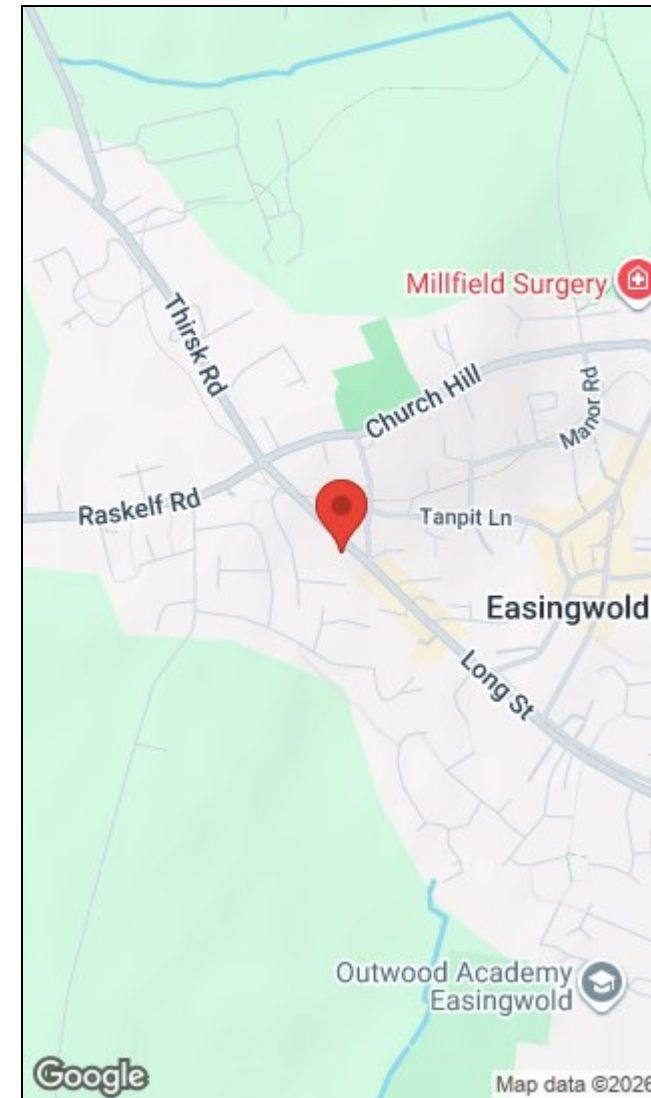 Millfield Surgery
Thirsk Rd
Church Hill
Manor Rd
Raskelf Rd
Tanpit Ln
Easingwold
Long St
Outwood Academy
Easingwold
Google
Map data ©2026